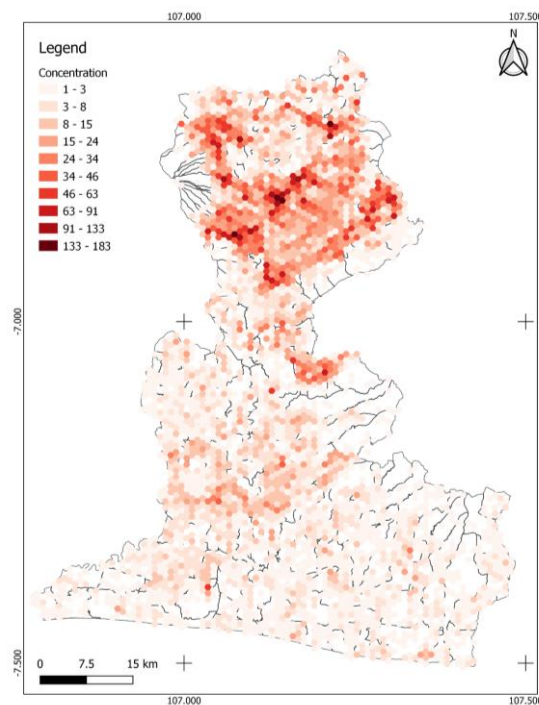 107.000
107.500
Legend
N
Concentration
1 - 3
3 - 8
8 - 15
15 - 24
24 - 34
34 - 46
46 - 63
63 - 91
91 - 133
133 - 183
-7.000
-7.000
-7.500
-7.500
0 7.5 15 km
107.000
107.500